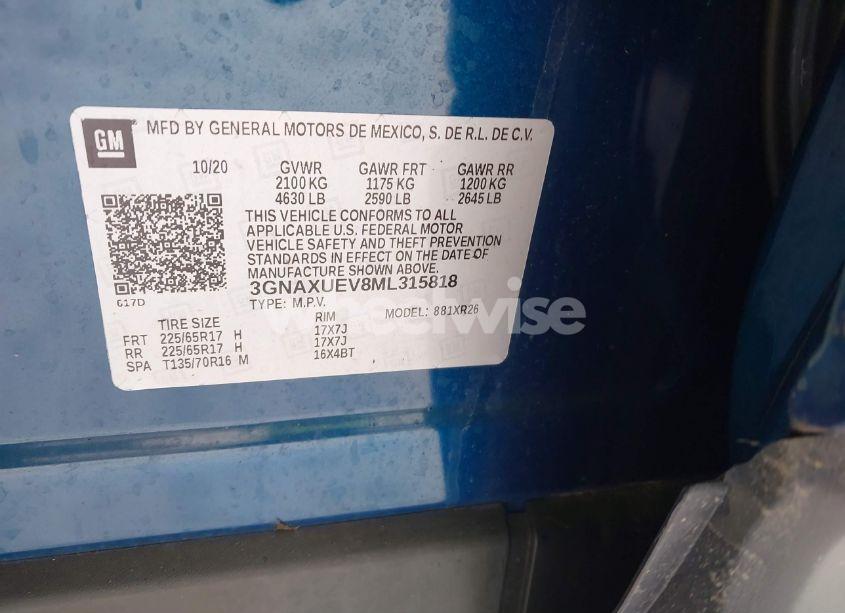 GM
MFD BY GENERAL MOTORS DE MEXICO, S. DE R.L. DE C.V.
10/20 GVWR GAWR FRT GAWR RR
2100 KG 1175 KG 1200 KG
4630 LB 2590 LB 2645 LB
THIS VEHICLE CONFORMS TO ALL
APPLICABLE U.S. FEDERAL MOTOR
VEHICLE SAFETY AND THEFT PREVENTION
STANDARDS IN EFFECT ON THE DATE OF
MANUFACTURE SHOWN ABOVE.
3GNAXUEV8ML315818
G17D
TYPE: M.P.V. MODEL: 881XR26
TIRE SIZE RIM
FRT 225/65R17 H 17X7J
RR 225/65R17 H 17X7J
SPA T135/70R16 M 16X4BT
wheelwise